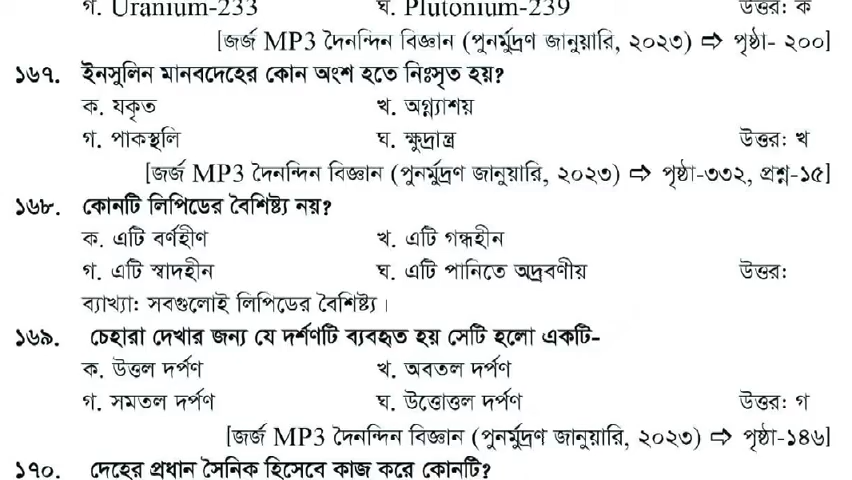 গ. Uranium-233 ঘ. Plutonium-239 উত্তর: ক
[জর্জ MP3 দৈনন্দিন বিজ্ঞান (পুনর্মুদ্রণ জানুয়ারি, ২০২৩) ⇨ পৃষ্ঠা- ২০০]
১৬৭. ইনসুলিন মানবদেহের কোন অংশ হতে নিঃসৃত হয়?
ক. যকৃত খ. অগ্ন্যাশয়
গ. পাকস্থলি ঘ. ক্ষুদ্রান্ত্র উত্তর: খ
[জর্জ MP3 দৈনন্দিন বিজ্ঞান (পুনর্মুদ্রণ জানুয়ারি, ২০২৩) ⇨ পৃষ্ঠা-৩৩২, প্রশ্ন-১৫]
১৬৮. কোনটি লিপিডের বৈশিষ্ট্য নয়?
ক. এটি বর্ণহীণ খ. এটি গন্ধহীন
গ. এটি স্বাদহীন ঘ. এটি পানিতে অদ্রবণীয় উত্তর:
ব্যাখ্যা: সবগুলোই লিপিডের বৈশিষ্ট্য।
১৬৯. চেহারা দেখার জন্য যে দর্শণটি ব্যবহৃত হয় সেটি হলো একটি-
ক. উত্তল দর্পণ খ. অবতল দর্পণ
গ. সমতল দর্পণ ঘ. উত্তোত্তল দর্পণ উত্তর: গ
[জর্জ MP3 দৈনন্দিন বিজ্ঞান (পুনর্মুদ্রণ জানুয়ারি, ২০২৩) ⇨ পৃষ্ঠা-১৪৬]
১৭০. দেহের প্রধান সৈনিক হিসেবে কাজ করে কোনটি?